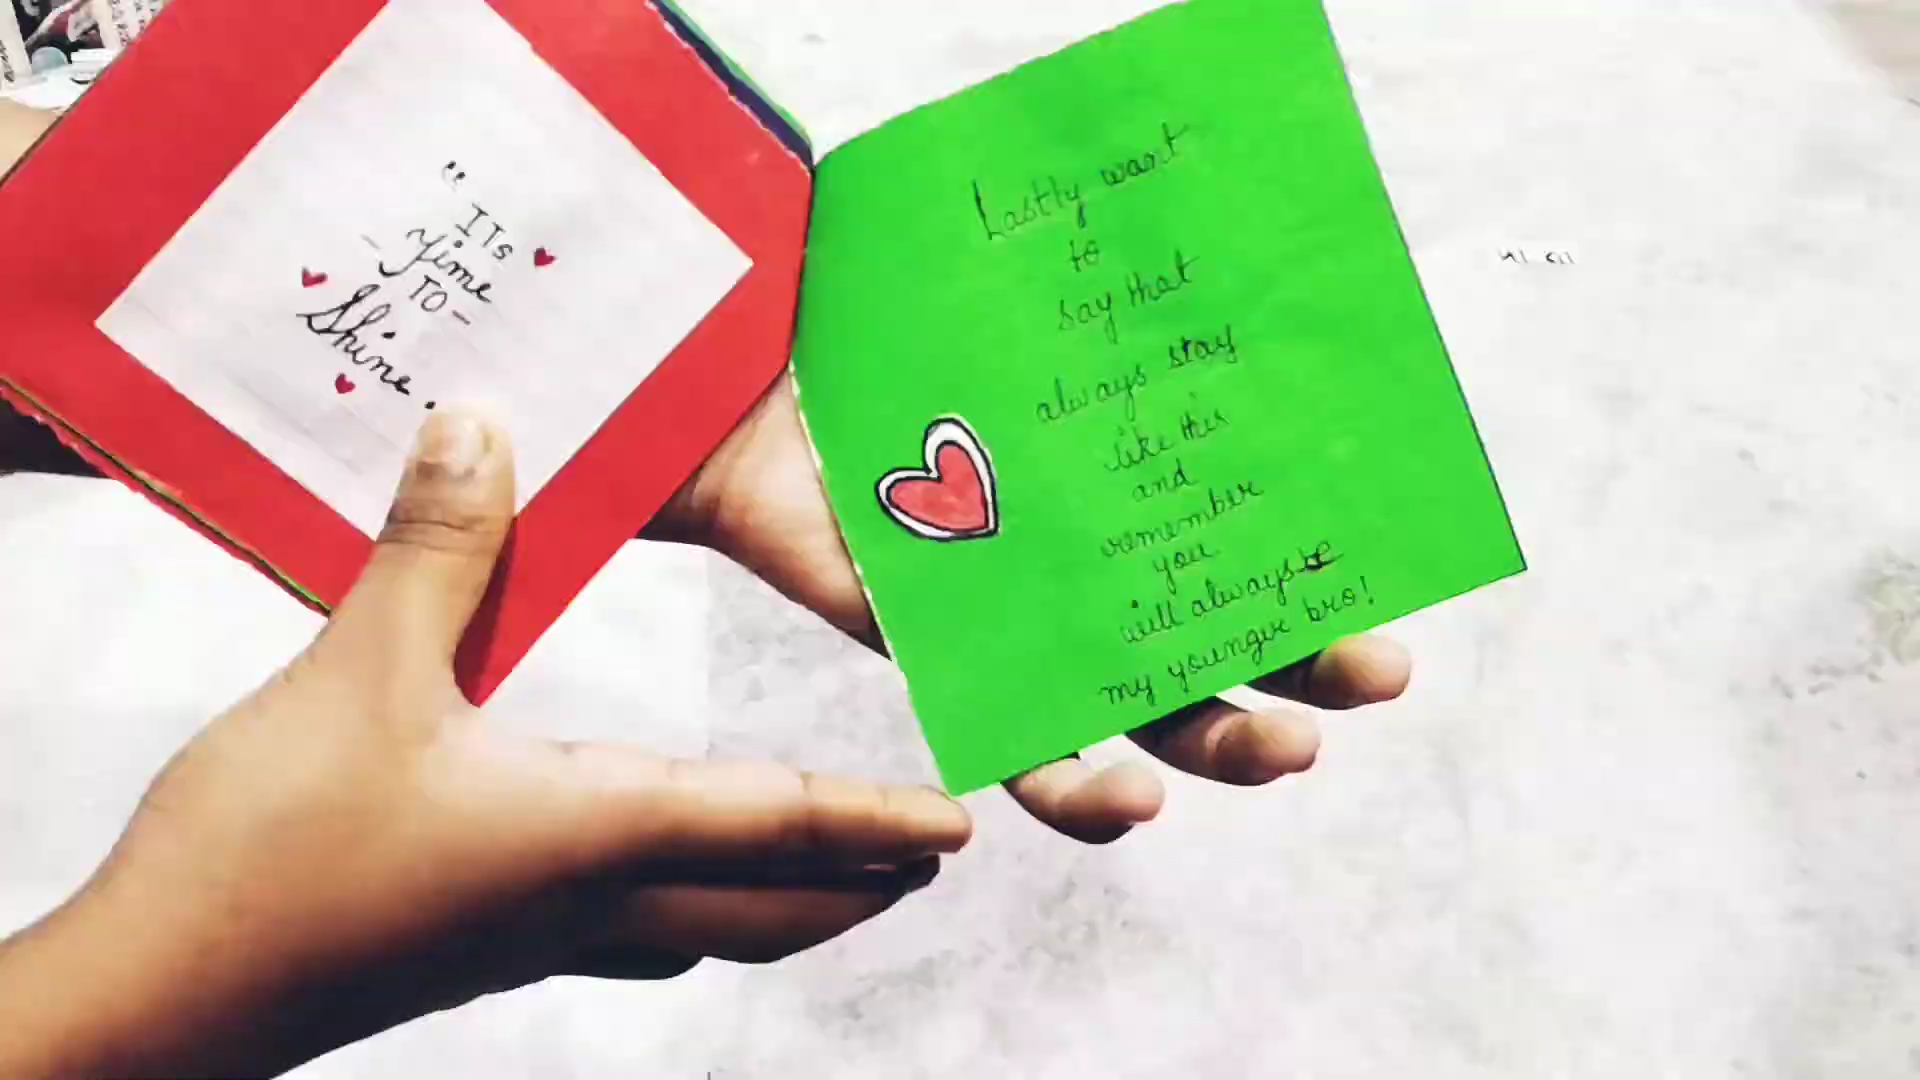 "
ITs
- Time
TO -
Shine.
Lastly want
to
say that
always stay
like this
and
remember
you
will always be
my younger bro!